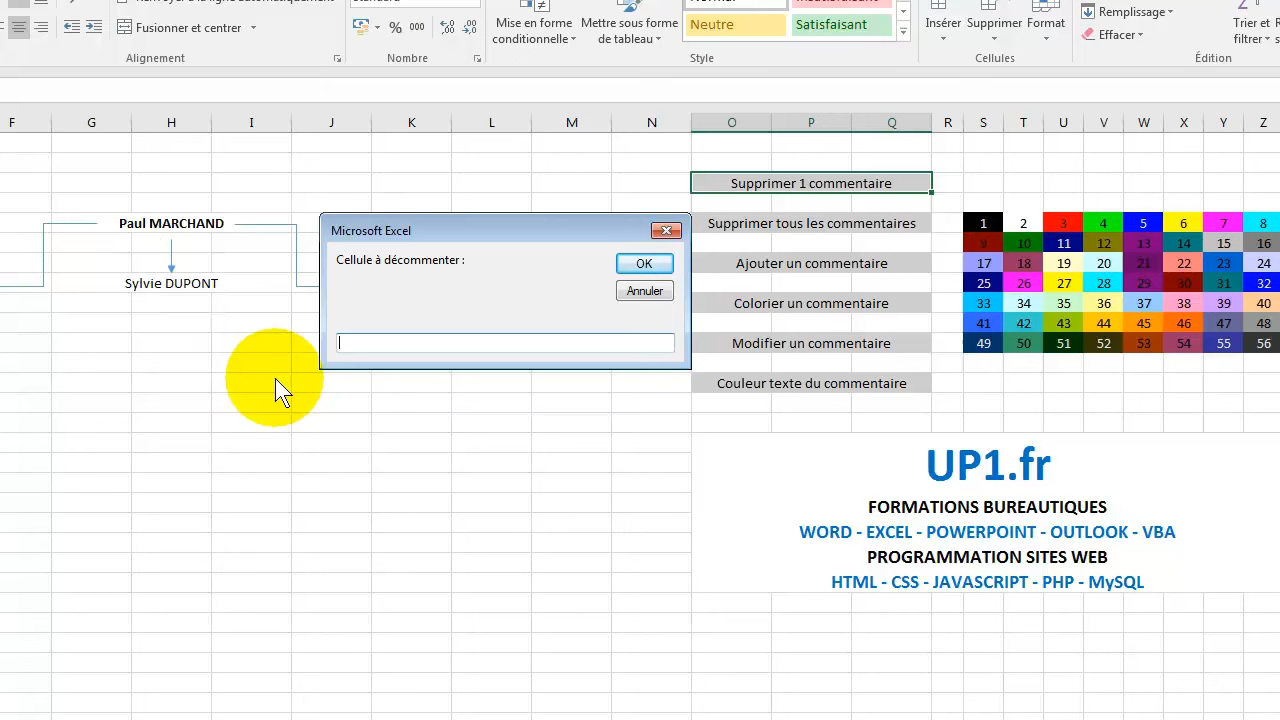 Standard
Normal
Insatisfaisant
Fusionner et centrer
% 000
Mise en forme
conditionnelle
Mettre sous forme
de tableau
Neutre
Satisfaisant
Insérer
Supprimer
Format
Remplissage
Effacer
Trier et
filtrer
Alignement
Nombre
Style
Cellules
Édition
F G H I J K L M N O P Q R S T U V W X Y Z
Supprimer 1 commentaire
Paul MARCHAND
Sylvie DUPONT
Microsoft Excel
Cellule à décommenter :
OK
Annuler
Supprimer tous les commentaires
Ajouter un commentaire
Colorier un commentaire
Modifier un commentaire
Couleur texte du commentaire
1 2 3 4 5 6 7 8
9 10 11 12 13 14 15 16
17 18 19 20 21 22 23 24
25 26 27 28 29 30 31 32
33 34 35 36 37 38 39 40
41 42 43 44 45 46 47 48
49 50 51 52 53 54 55 56
UP1.fr
FORMATIONS BUREAUTIQUES
WORD - EXCEL - POWERPOINT - OUTLOOK - VBA
PROGRAMMATION SITES WEB
HTML - CSS - JAVASCRIPT - PHP - MySQL